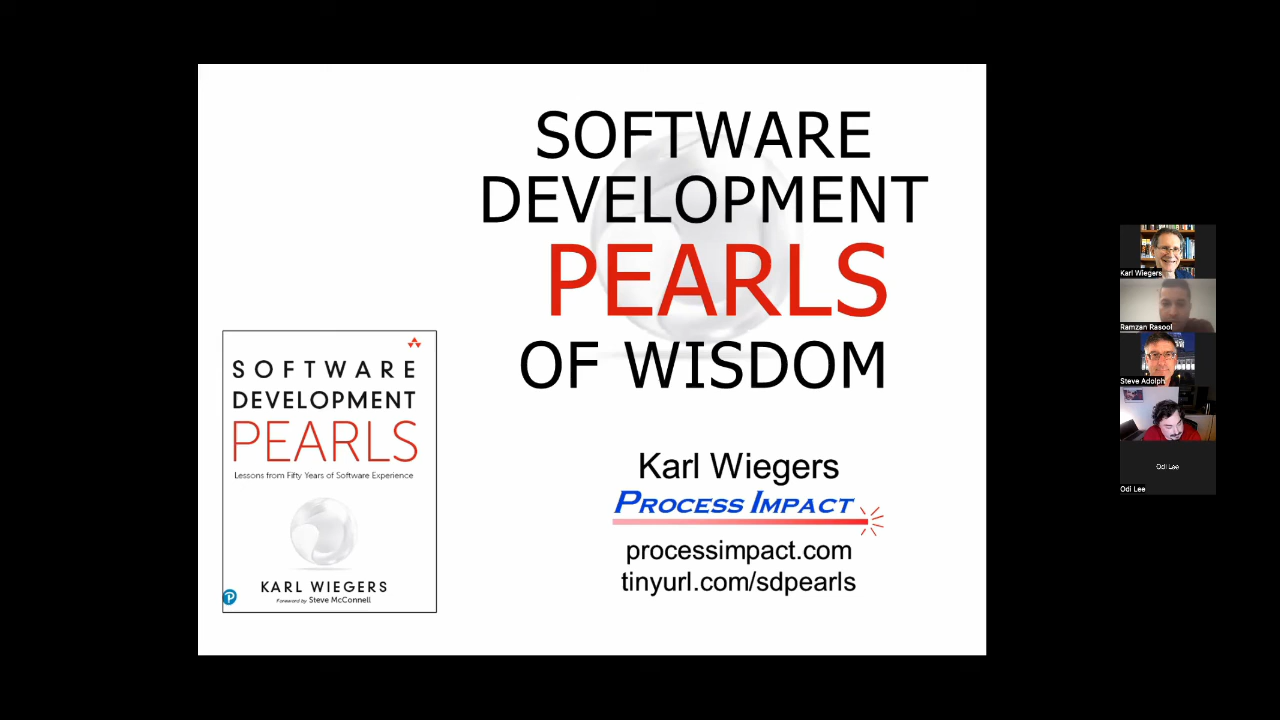 SOFTWARE
DEVELOPMENT
PEARLS
OF WISDOM
Karl Wiegers
PROCESS IMPACT
processimpact.com
tinyurl.com/sdpearls
SOFTWARE
DEVELOPMENT
PEARLS
Lessons from Fifty Years of Software Experience
KARL WIEGERS
Foreword by Steve McConnell
P
Karl Wiegers
Ramzan Rasool
Steve Adolph
Odi Lee
Odi Lee